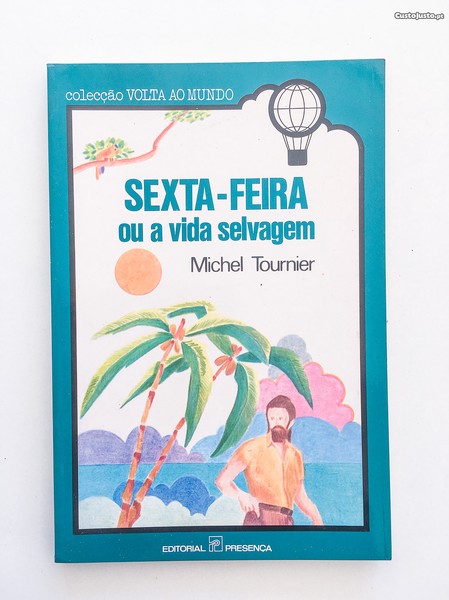 CustoJusto.pt
colecção VOLTA AO MUNDO
SEXTA-FEIRA
ou a vida selvagem
Michel Tournier
EDITORIAL PRESENÇA